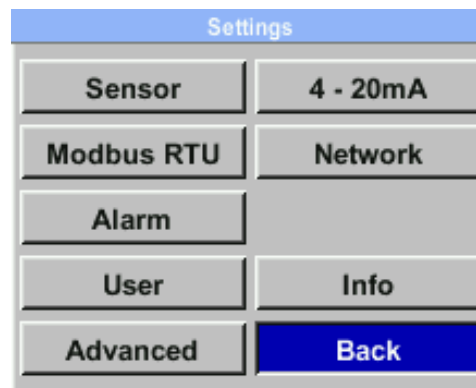 Settings
Sensor 4 - 20mA
Modbus RTU Network
Alarm
User Info
Advanced Back